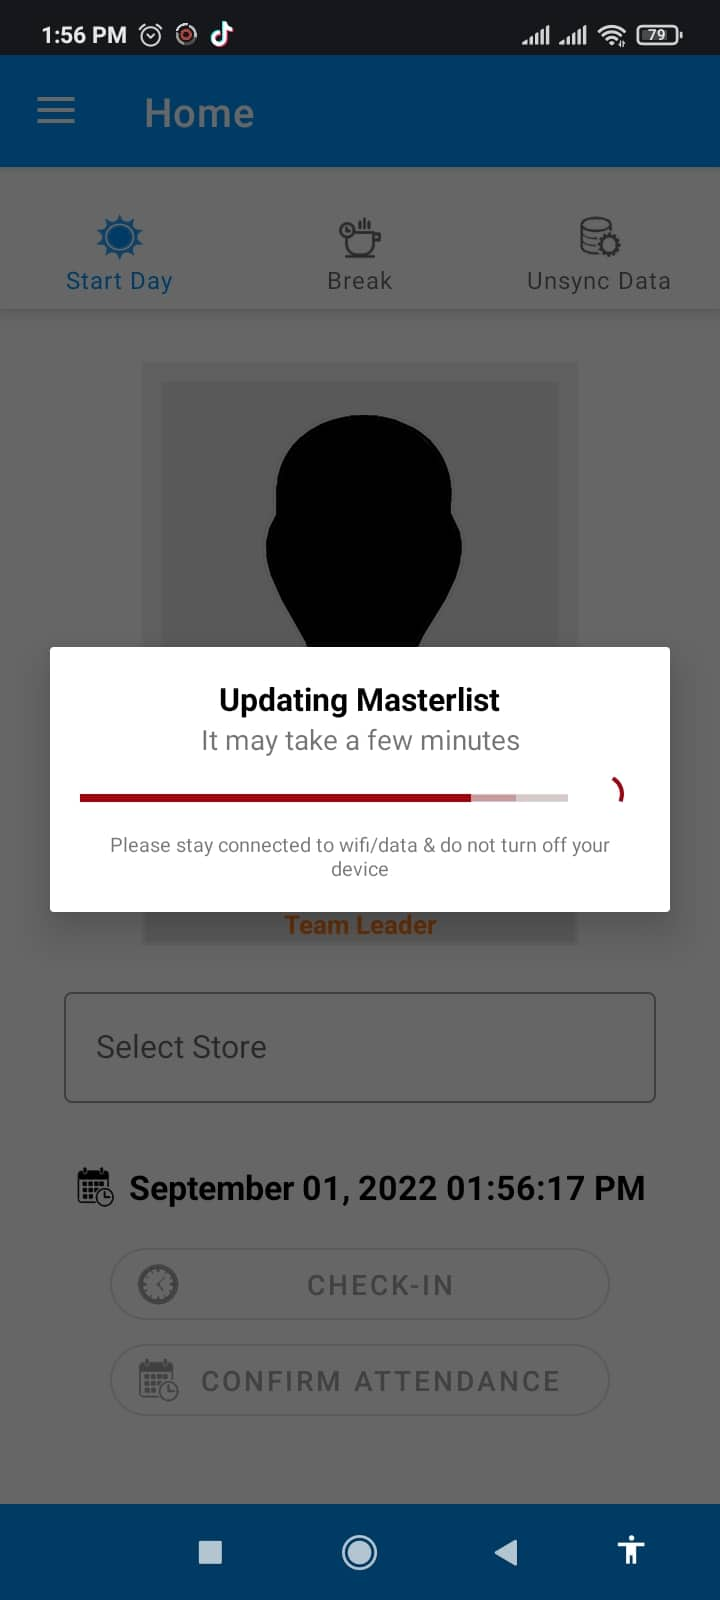 1:56 PM
79
Home
Start Day
Break
Unsync Data
Updating Masterlist
It may take a few minutes
Please stay connected to wifi/data & do not turn off your
device
Team Leader
Select Store
September 01, 2022 01:56:17 PM
CHECK-IN
CONFIRM ATTENDANCE